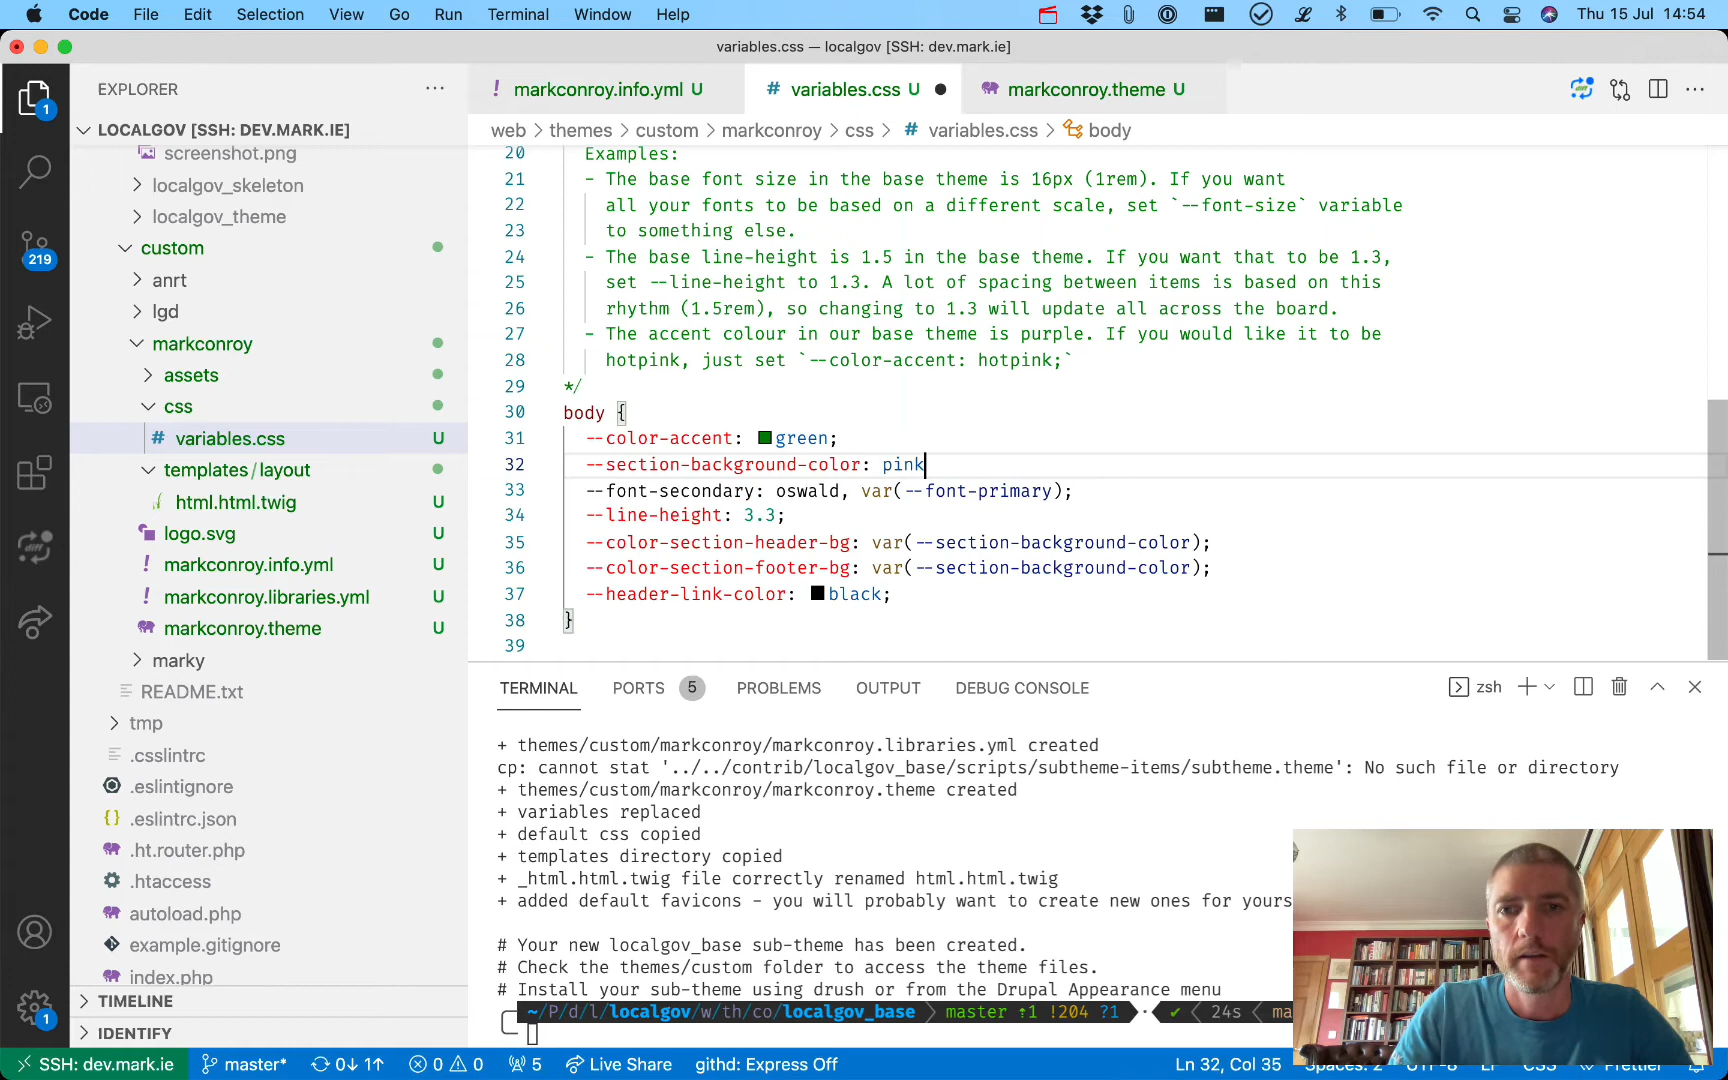 Code File Edit Selection View Go Run Terminal Window Help Thu 15 Jul 14:54
variables.css — localgov [SSH: dev.mark.ie]
EXPLORER
markconroy.info.yml U
variables.css U
markconroy.theme U
web > themes > custom > markconroy > css > # variables.css > body
LOCALGOV [SSH: DEV.MARK.IE]
screenshot.png
localgov_skeleton
localgov_theme
custom
anrt
lgd
markconroy
assets
css
# variables.css U
templates/layout
html.html.twig U
logo.svg U
markconroy.info.yml U
markconroy.libraries.yml U
markconroy.theme U
marky
README.txt
tmp
.csslintrc
.eslintignore
.eslintrc.json
.ht.router.php
.htaccess
autoload.php
example.gitignore
index.php
TIMELINE
IDENTIFY
1
219
1
20 Examples:
21 - The base font size in the base theme is 16px (1rem). If you want
22 all your fonts to be based on a different scale, set `--font-size` variable
23 to something else.
24 - The base line-height is 1.5 in the base theme. If you want that to be 1.3,
25 set --line-height to 1.3. A lot of spacing between items is based on this
26 rhythm (1.5rem), so changing to 1.3 will update all across the board.
27 - The accent colour in our base theme is purple. If you would like it to be
28 hotpink, just set `--color-accent: hotpink;`
29 */
30 body {
31 --color-accent: green;
32 --section-background-color: pink
33 --font-secondary: oswald, var(--font-primary);
34 --line-height: 3.3;
35 --color-section-header-bg: var(--section-background-color);
36 --color-section-footer-bg: var(--section-background-color);
37 --header-link-color: black;
38 }
39
TERMINAL PORTS 5 PROBLEMS OUTPUT DEBUG CONSOLE zsh
+ themes/custom/markconroy/markconroy.libraries.yml created
cp: cannot stat '../../contrib/localgov_base/scripts/subtheme-items/subtheme.theme': No such file or directory
+ themes/custom/markconroy/markconroy.theme created
+ variables replaced
+ default css copied
+ templates directory copied
+ _html.html.twig file correctly renamed html.html.twig
+ added default favicons - you will probably want to create new ones for yours
# Your new localgov_base sub-theme has been created.
# Check the themes/custom folder to access the theme files.
# Install your sub-theme using drush or from the Drupal Appearance menu
~/P/d/l/localgov/w/th/co/localgov_base master ⇡1 !204 ?1 ✔ 24s ma
SSH: dev.mark.ie master* 0↓ 1↑ 0 0 5 Live Share githd: Express Off Ln 32, Col 35 Spaces: 2 UTF-8 LF CSS Prettier